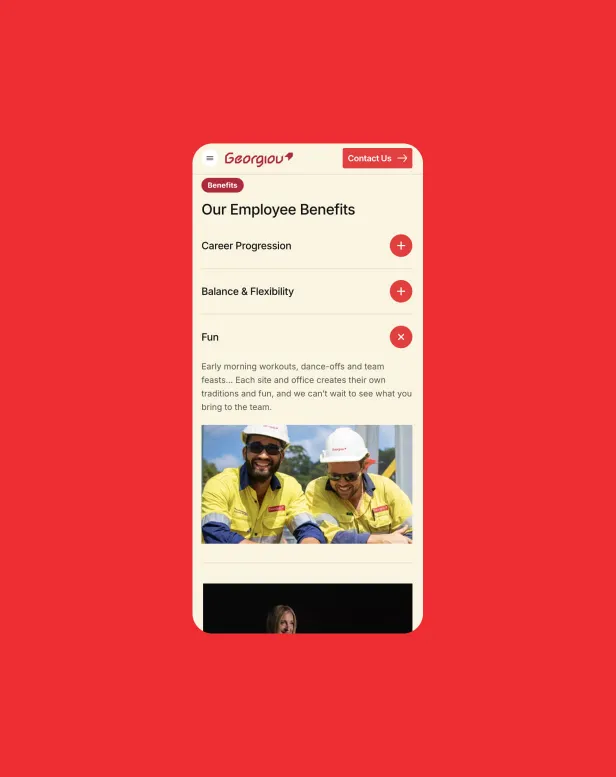 Georgiou
Contact Us
Benefits
Our Employee Benefits
Career Progression
Balance & Flexibility
Fun
Early morning workouts, dance-offs and team
feasts... Each site and office creates their own
traditions and fun, and we can't wait to see what you
bring to the team.